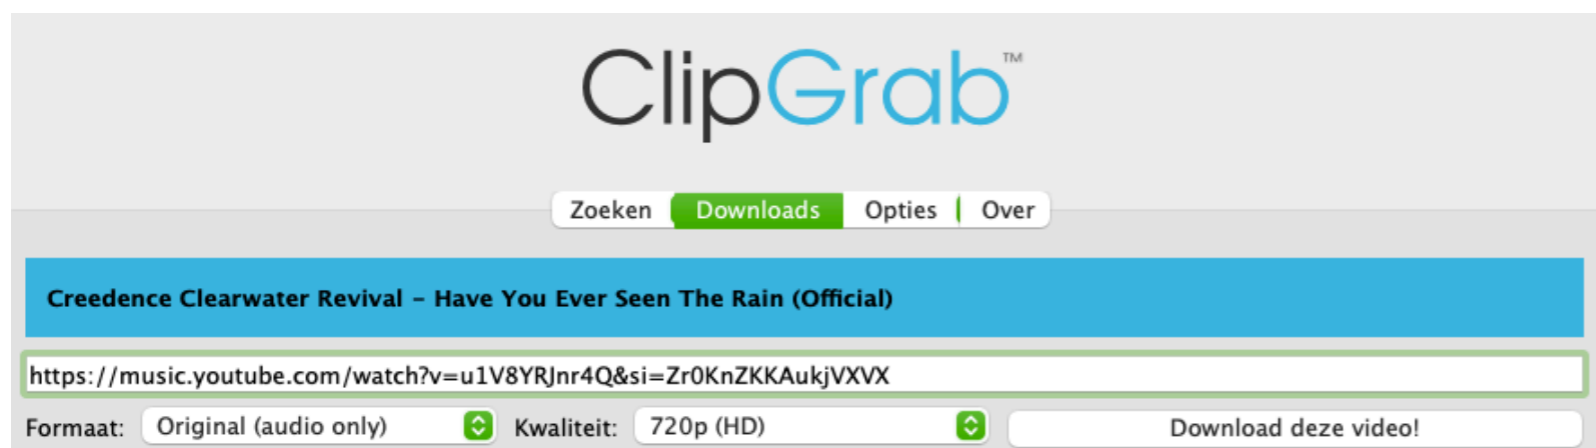 ClipGrab™
Zoeken Downloads Opties Over
Creedence Clearwater Revival – Have You Ever Seen The Rain (Official)
https://music.youtube.com/watch?v=u1V8YRJnr4Q&si=Zr0KnZKKAukjVXVX
Formaat: Original (audio only) Kwaliteit: 720p (HD) Download deze video!